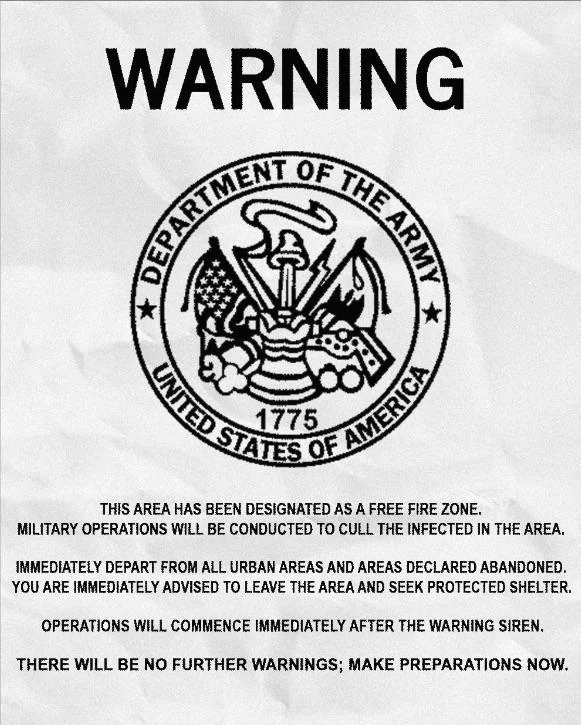 WARNING
DEPARTMENT OF THE ARMY
1775
UNITED STATES OF AMERICA
THIS AREA HAS BEEN DESIGNATED AS A FREE FIRE ZONE.
MILITARY OPERATIONS WILL BE CONDUCTED TO CULL THE INFECTED IN THE AREA.
IMMEDIATELY DEPART FROM ALL URBAN AREAS AND AREAS DECLARED ABANDONED.
YOU ARE IMMEDIATELY ADVISED TO LEAVE THE AREA AND SEEK PROTECTED SHELTER.
OPERATIONS WILL COMMENCE IMMEDIATELY AFTER THE WARNING SIREN.
THERE WILL BE NO FURTHER WARNINGS; MAKE PREPARATIONS NOW.